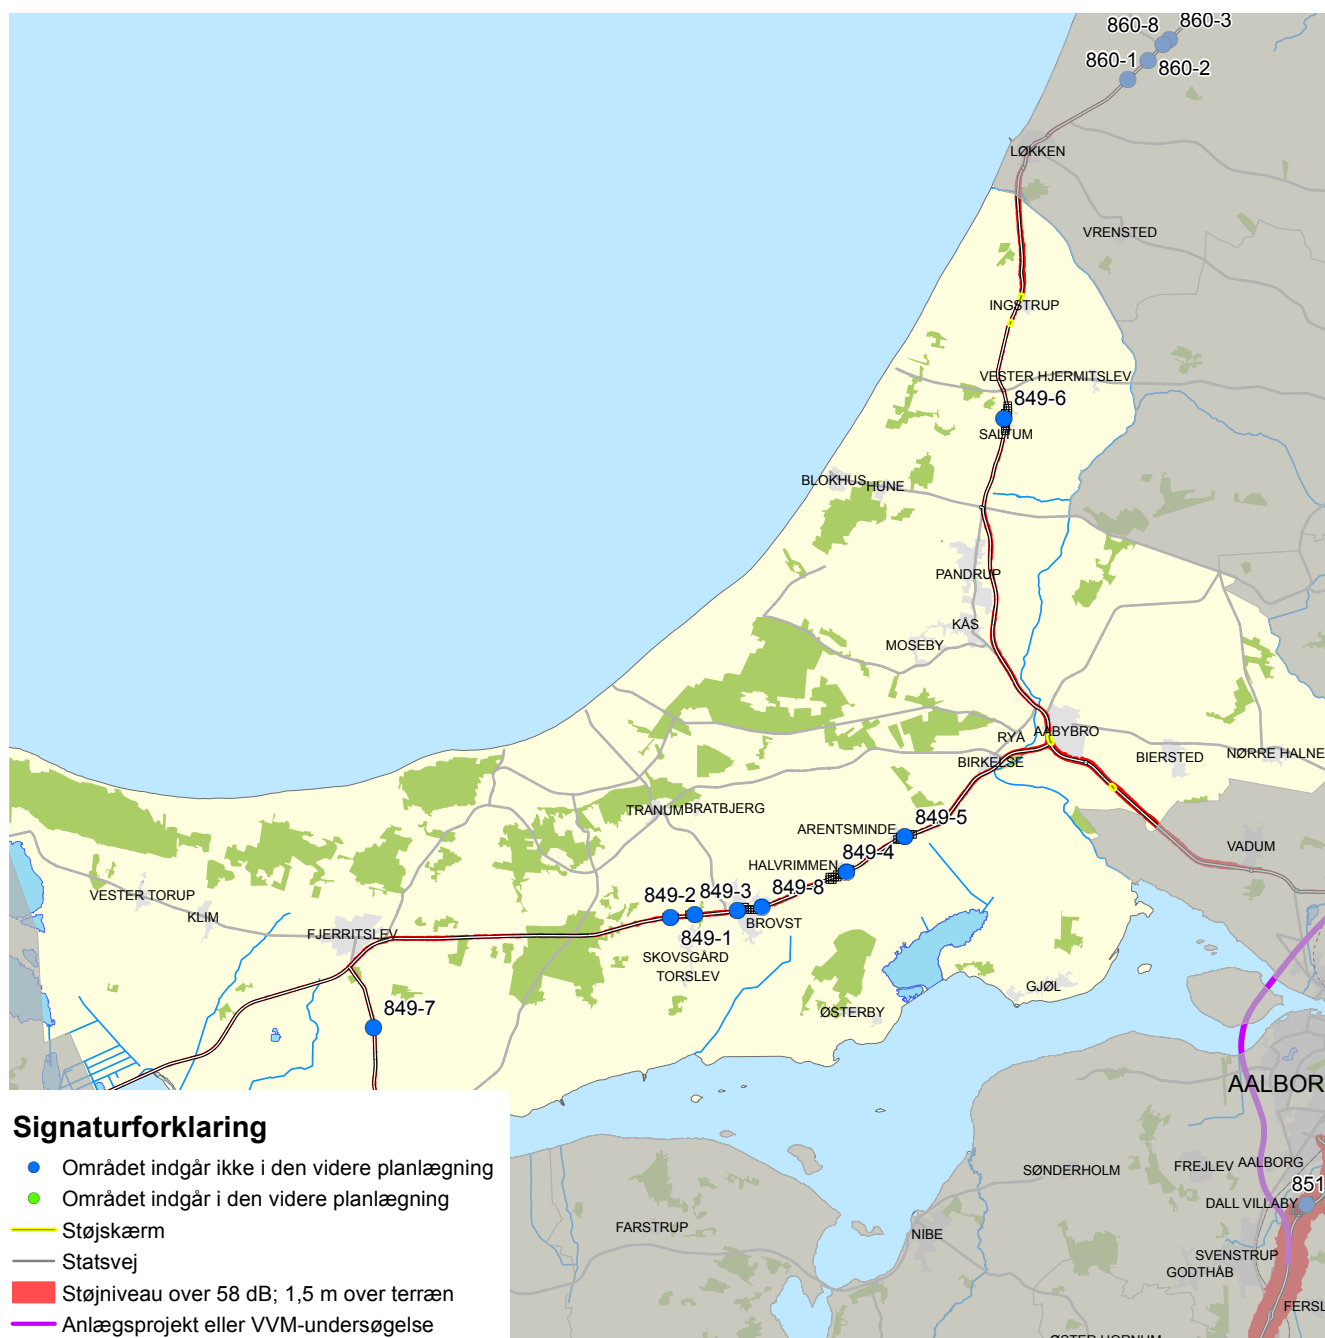 860-3
860-8
860-1
860-2
LØKKEN
VRENSTED
INGSTRUP
VESTER HJERMITSLEV
849-6
SALTUM
BLOKHUS
HUNE
PANDRUP
KÅS
MOSEBY
RYÅ
AABYBRO
BIRKELSE
BIERSTED
NØRRE HALNE
TRANUM
BRATBJERG
ARENTSMINDE
849-5
VADUM
HALVRIMMEN
849-4
849-2
849-3
849-8
VESTER TORUP
KLIM
FJERRITSLEV
849-1
BROVST
SKOVSGÅRD
TORSLEV
GJØL
ØSTERBY
849-7
AALBOR
Signaturforklaring
Området indgår ikke i den videre planlægning
Området indgår i den videre planlægning
Støjskærm
Statsvej
Støjniveau over 58 dB; 1,5 m over terræn
Anlægsprojekt eller VVM-undersøgelse
SØNDERHOLM
FREJLEV
AALBORG
851
DALL VILLABY
FARSTRUP
NIBE
SVENSTRUP
GODTHÅB
FERSL
ØSTER HORNUM